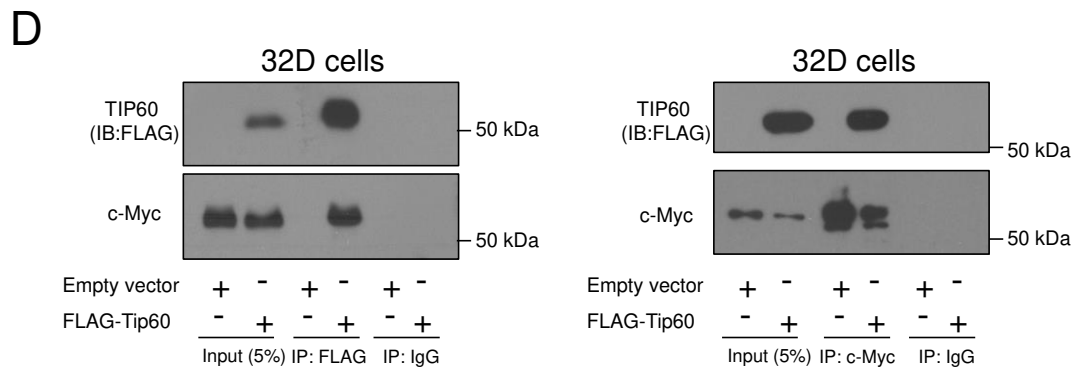 D
32D cells
TIP60
(IB:FLAG)
50 kDa
c-Myc
50 kDa
Empty vector + - + - + -
FLAG-Tip60 - + - + - +
Input (5%) IP: FLAG IP: IgG
32D cells
TIP60
(IB:FLAG)
50 kDa
c-Myc
50 kDa
Empty vector + - + - + -
FLAG-Tip60 - + - + - +
Input (5%) IP: c-Myc IP: IgG